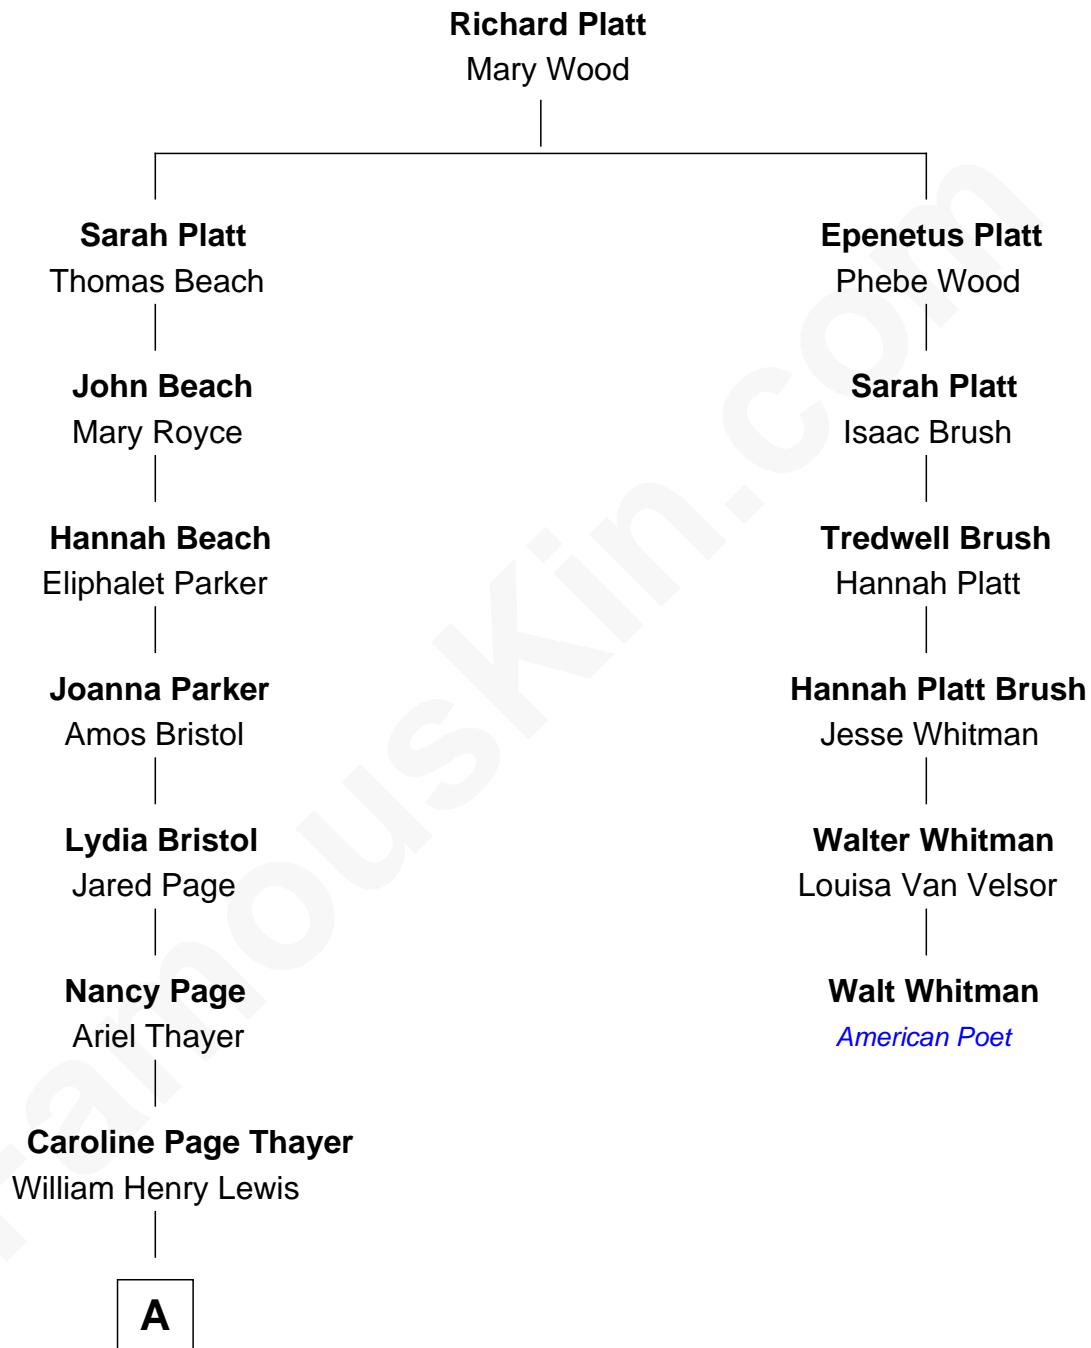 Richard Platt
Mary Wood
Sarah Platt
Thomas Beach
Epenetus Platt
Phebe Wood
John Beach
Mary Royce
Sarah Platt
Isaac Brush
Hannah Beach
Eliphalet Parker
Tredwell Brush
Hannah Platt
Joanna Parker
Amos Bristol
Hannah Platt Brush
Jesse Whitman
Lydia Bristol
Jared Page
Walter Whitman
Louisa Van Velsor
Nancy Page
Ariel Thayer
Walt Whitman
American Poet
Caroline Page Thayer
William Henry Lewis
A
FamousKin.com